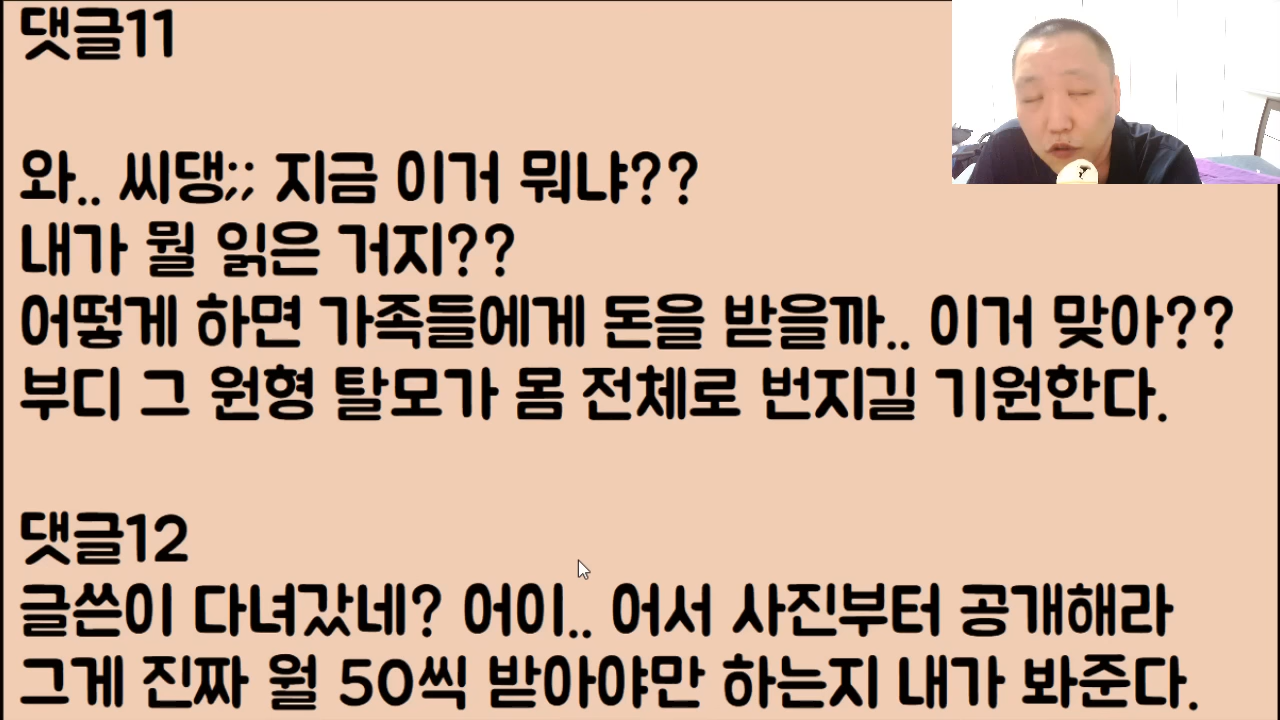 댓글11
와.. 씨댕;; 지금 이거 뭐냐??
내가 뭘 읽은 거지??
어떻게 하면 가족들에게 돈을 받을까.. 이거 맞아??
부디 그 원형 탈모가 몸 전체로 번지길 기원한다.
댓글12
글쓴이 다녀갔네? 어이.. 어서 사진부터 공개해라
그게 진짜 월 50씩 받아야만 하는지 내가 봐준다.